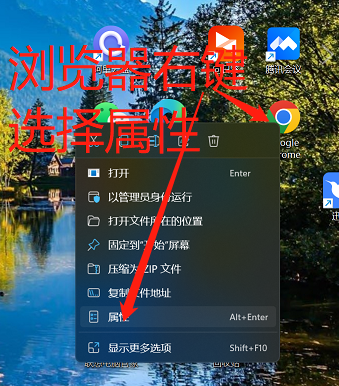 浏览器右键
选择属性
腾讯会议
打开 Enter
以管理员身份运行
打开文件所在的位置
固定到"开始"屏幕
压缩为 ZIP 文件
复制文件地址
属性 Alt+Enter
显示更多选项 Shift+F10